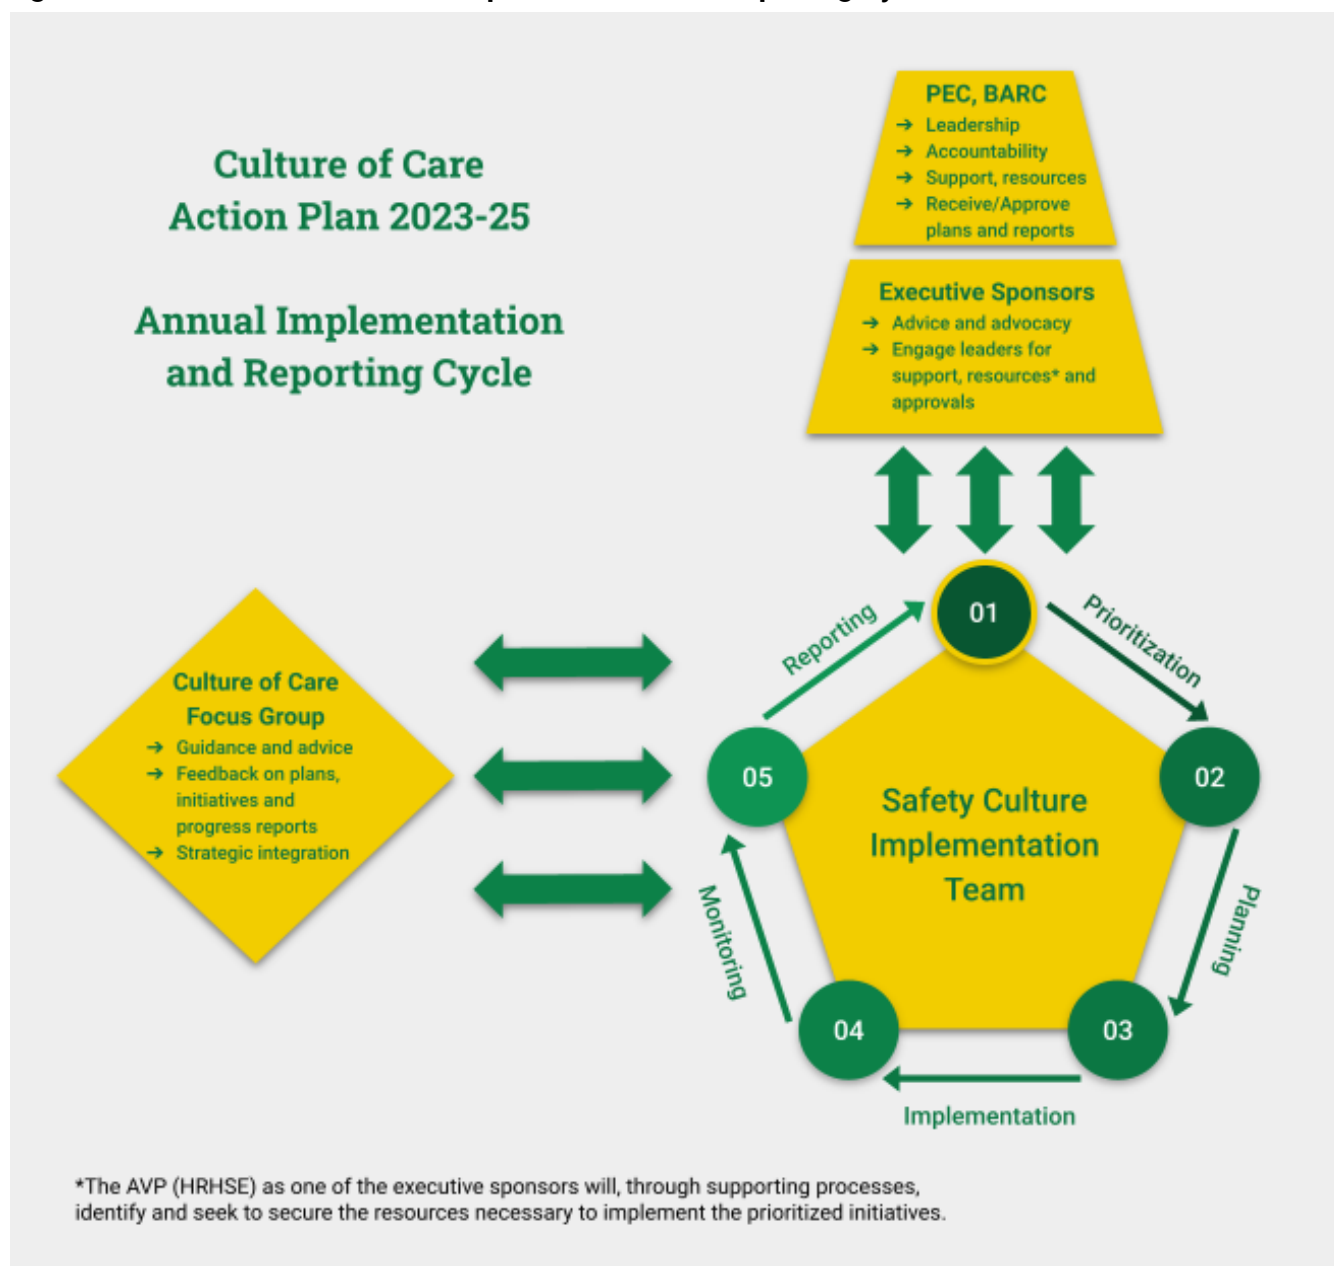 Culture of Care
Action Plan 2023-25
Annual Implementation
and Reporting Cycle
PEC, BARC
➔ Leadership
➔ Accountability
➔ Support, resources
➔ Receive/Approve
plans and reports
Executive Sponsors
➔ Advice and advocacy
➔ Engage leaders for
support, resources* and
approvals
Culture of Care
Focus Group
➔ Guidance and advice
➔ Feedback on plans,
initiatives and
progress reports
➔ Strategic integration
01
Prioritization
02
Planning
03
Implementation
04
Monitoring
05
Reporting
Safety Culture
Implementation
Team
*The AVP (HRHSE) as one of the executive sponsors will, through supporting processes,
identify and seek to secure the resources necessary to implement the prioritized initiatives.